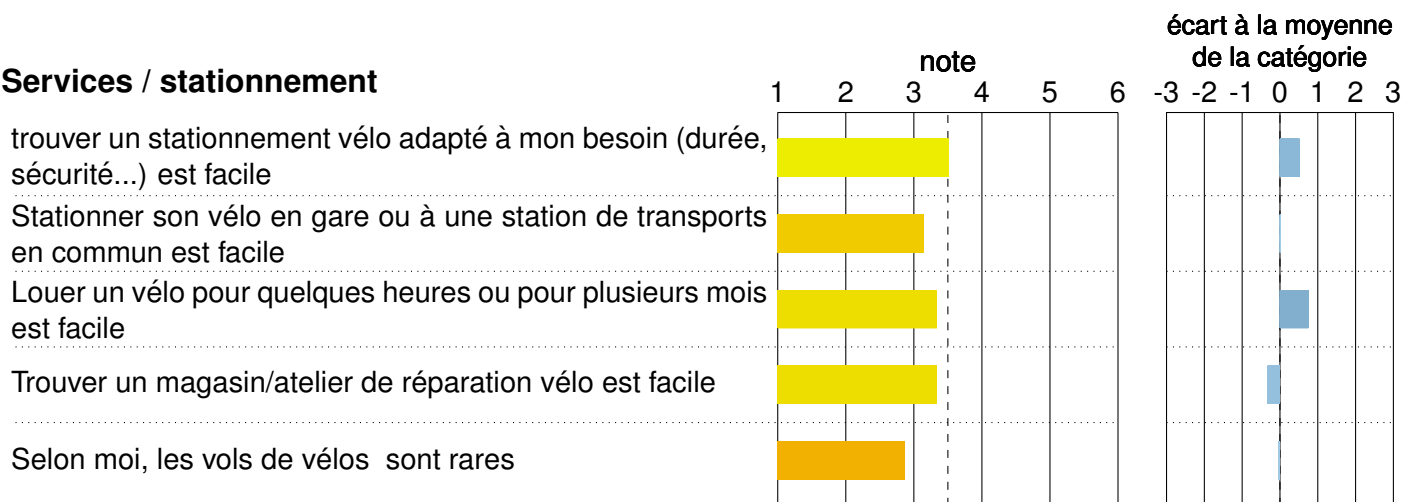 écart à la moyenne
note de la catégorie
Services / stationnement
1 2 3 4 5 6 -3 -2 -1 0 1 2 3
trouver un stationnement vélo adapté à mon besoin (durée,
sécurité...) est facile
Stationner son vélo en gare ou à une station de transports
en commun est facile
Louer un vélo pour quelques heures ou pour plusieurs mois
est facile
Trouver un magasin/atelier de réparation vélo est facile
Selon moi, les vols de vélos sont rares